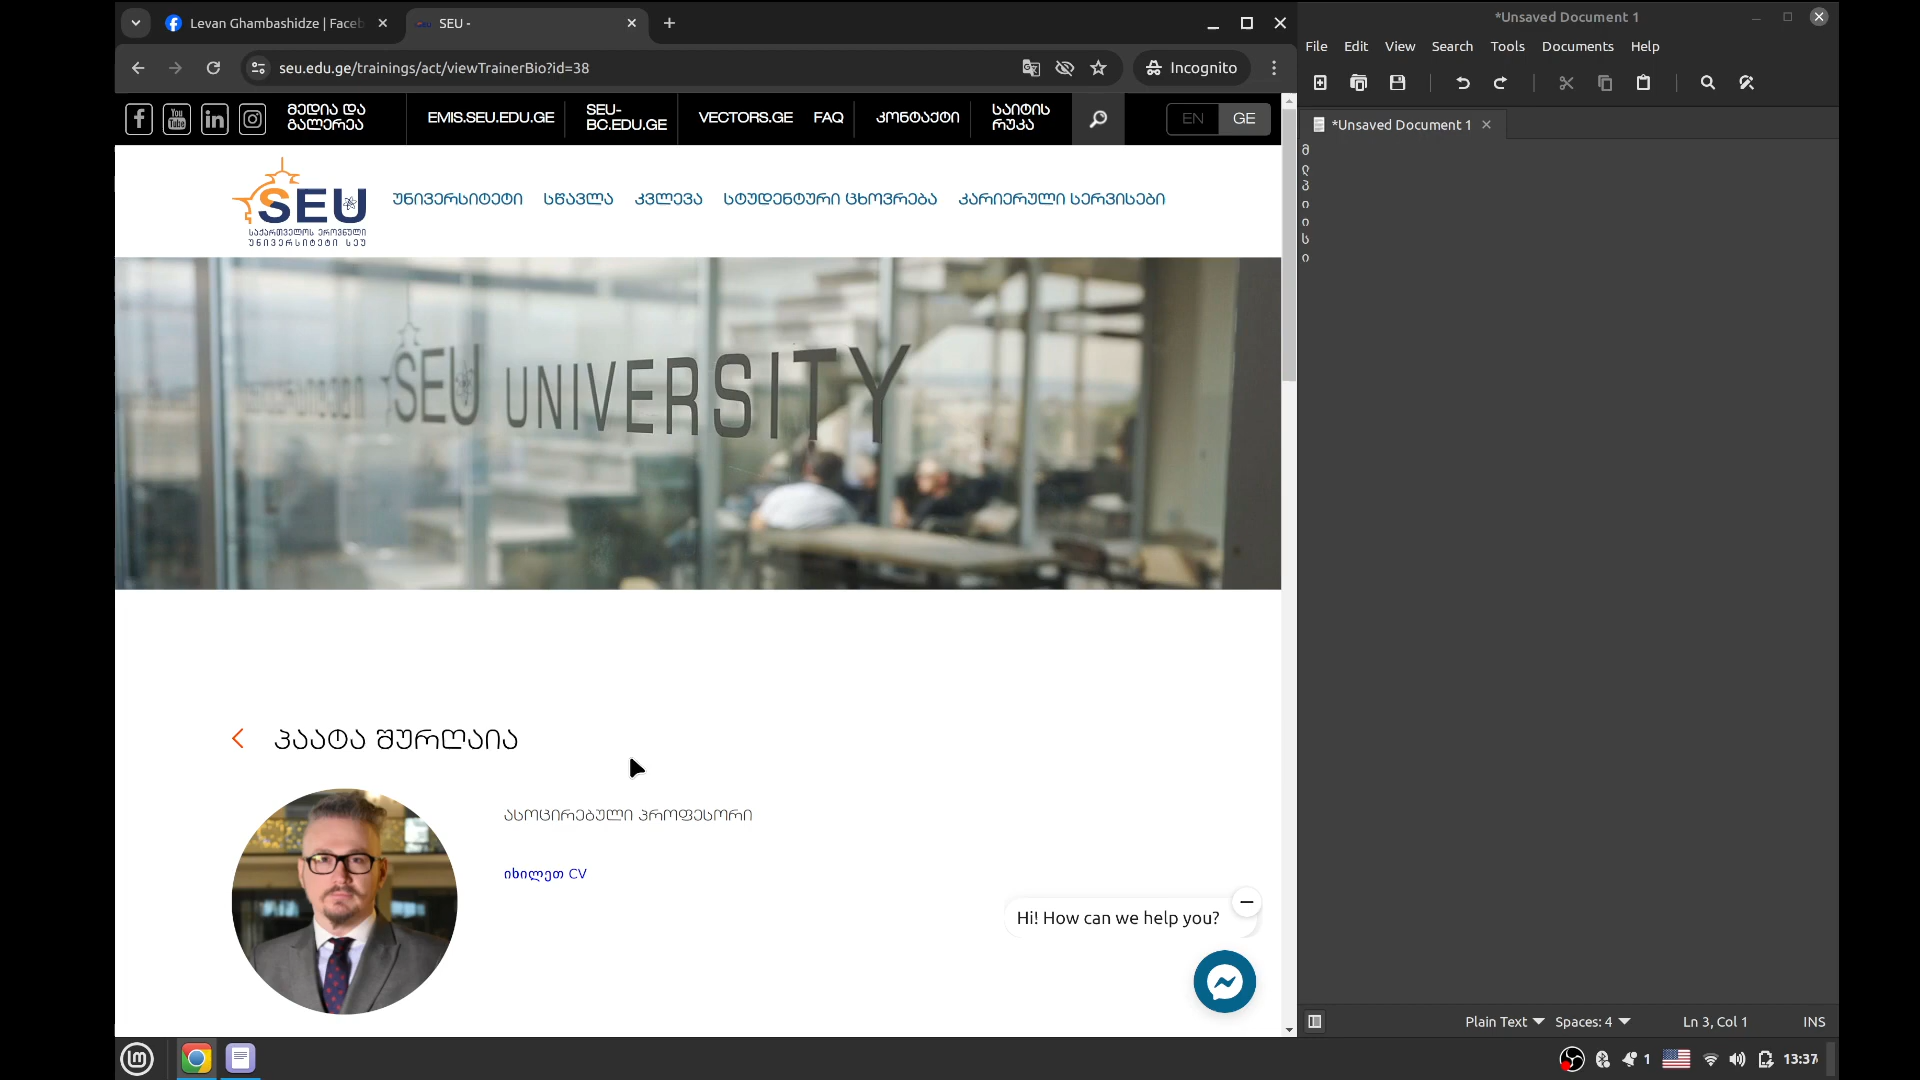 Levan Ghambashidze | Faceb
SEU -
seu.edu.ge/trainings/act/viewTrainerBio?id=38
Incognito
მედია და
გალერეა
EMIS.SEU.EDU.GE
SEU-
BC.EDU.GE
VECTORS.GE
FAQ
კონტაქტი
საიტის
რუკა
EN
GE
SEU
საქართველოს ეროვნული
უნივერსიტეტი სეუ
უნივერსიტეტი
სწავლა
კვლევა
სტუდენტური ცხოვრება
კარიერული სერვისები
SEU UNIVERSITY
პაატა შურღაია
ასოცირებული პროფესორი
იხილეთ CV
Hi! How can we help you?
*Unsaved Document 1
File Edit View Search Tools Documents Help
*Unsaved Document 1
მ
ღ
პ
ი
ი
ს
ი
Plain Text
Spaces: 4
Ln 3, Col 1
INS
1
13:37